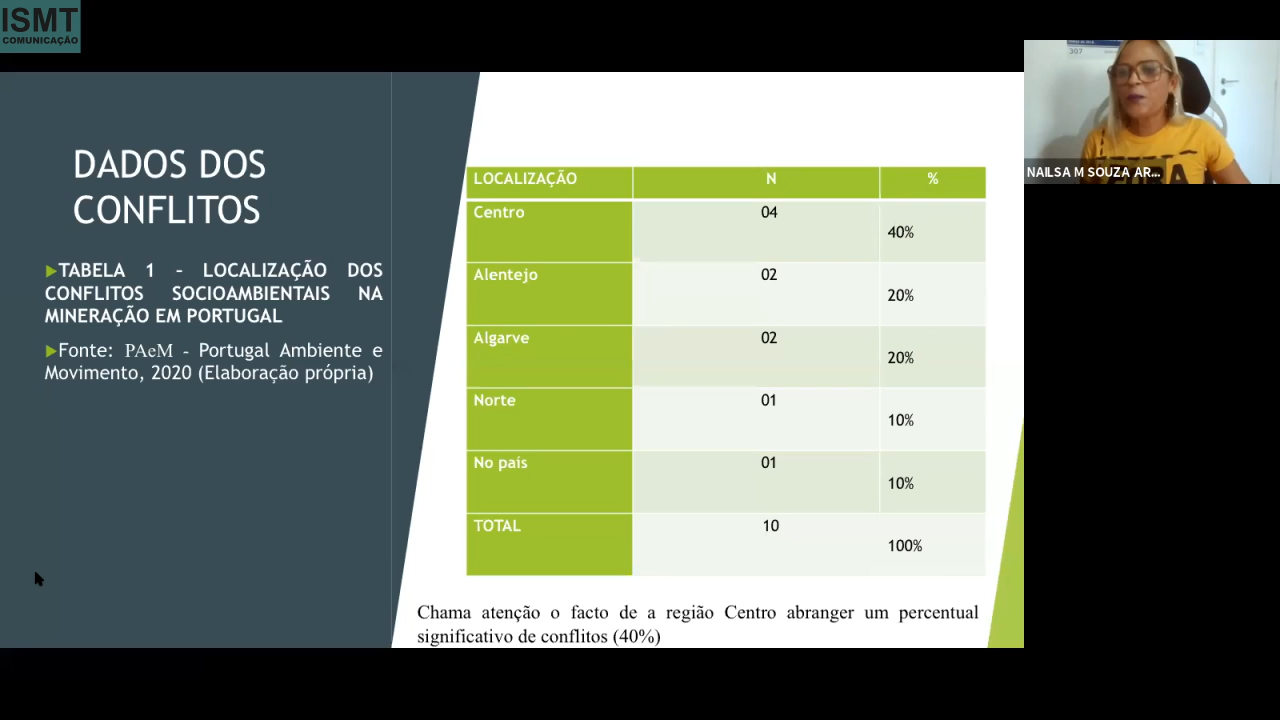 ISMT
COMUNICAÇÃO
DADOS DOS
CONFLITOS
TABELA 1 – LOCALIZAÇÃO DOS
CONFLITOS SOCIOAMBIENTAIS NA
MINERAÇÃO EM PORTUGAL
Fonte: PAeM - Portugal Ambiente e
Movimento, 2020 (Elaboração própria)
LOCALIZAÇÃO N %
Centro 04 40%
Alentejo 02 20%
Algarve 02 20%
Norte 01 10%
No país 01 10%
TOTAL 10 100%
Chama atenção o facto de a região Centro abranger um percentual
significativo de conflitos (40%)
307
NAILSA M SOUZA AR...